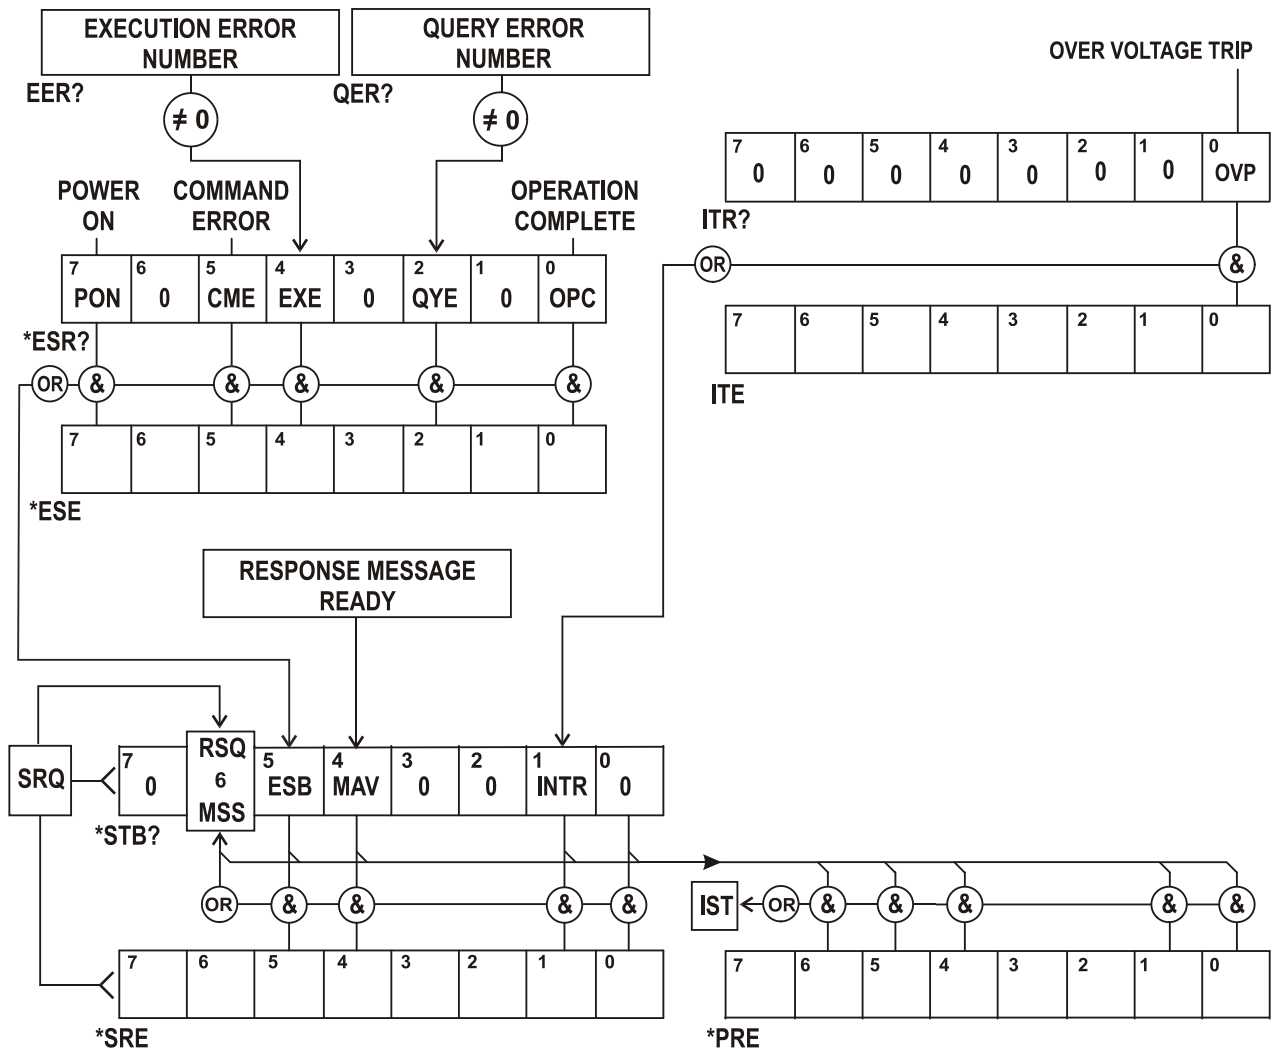 EXECUTION ERROR
NUMBER
QUERY ERROR
NUMBER
OVER VOLTAGE TRIP
EER?
QER?
≠ 0
≠ 0
7 6 5 4 3 2 1 0
0 0 0 0 0 0 0 OVP
ITR?
POWER
ON
COMMAND
ERROR
OPERATION
COMPLETE
7 6 5 4 3 2 1 0
PON 0 CME EXE 0 QYE 0 OPC
*ESR?
OR &
OR & & & & &
7 6 5 4 3 2 1 0
ITE
7 6 5 4 3 2 1 0
*ESE
RESPONSE MESSAGE
READY
SRQ
7 RSQ 5 4 3 2 1 0
0 6 ESB MAV 0 0 INTR 0
MSS
*STB?
OR & & & &
IST OR & & & & &
7 6 5 4 3 2 1 0
*SRE
7 6 5 4 3 2 1 0
*PRE